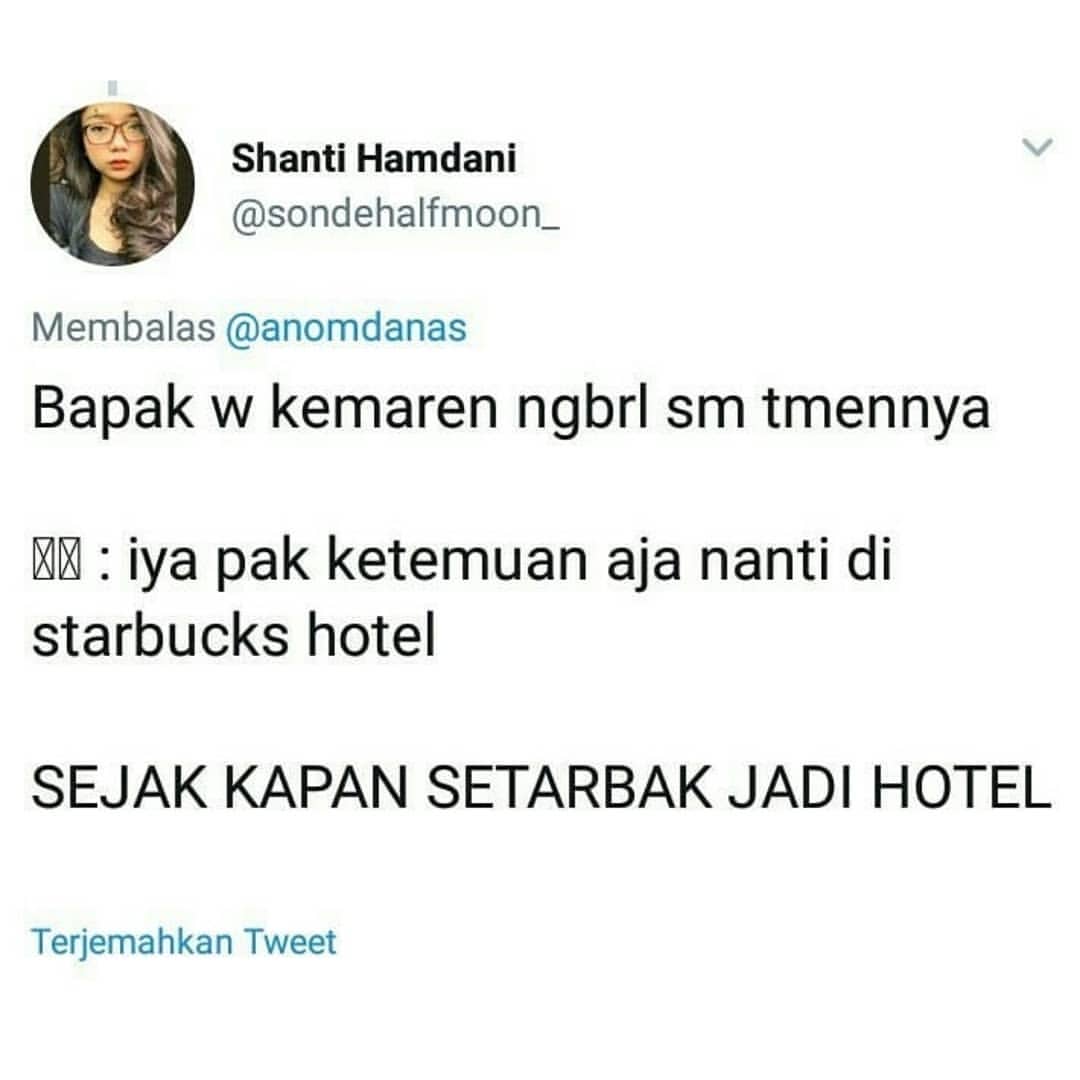 Shanti Hamdani
@sondehalfmoon_
Membalas @anomdanas
Bapak w kemaren ngbrl sm tmennya
: iya pak ketemuan aja nanti di
starbucks hotel
SEJAK KAPAN SETARBAK JADI HOTEL
Terjemahkan Tweet